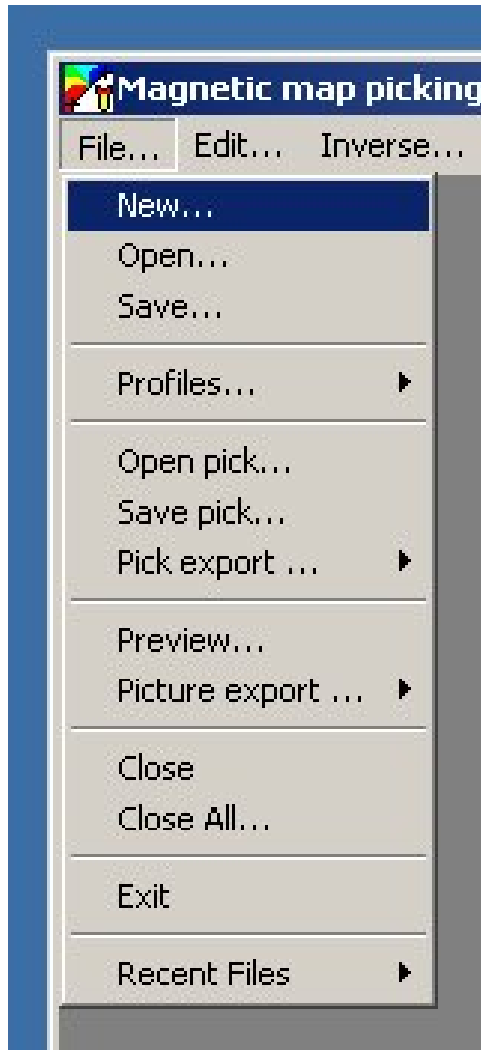 Magnetic map picking
File... Edit... Inverse...
New...
Open...
Save...
Profiles...
Open pick...
Save pick...
Pick export ...
Preview...
Picture export ...
Close
Close All...
Exit
Recent Files